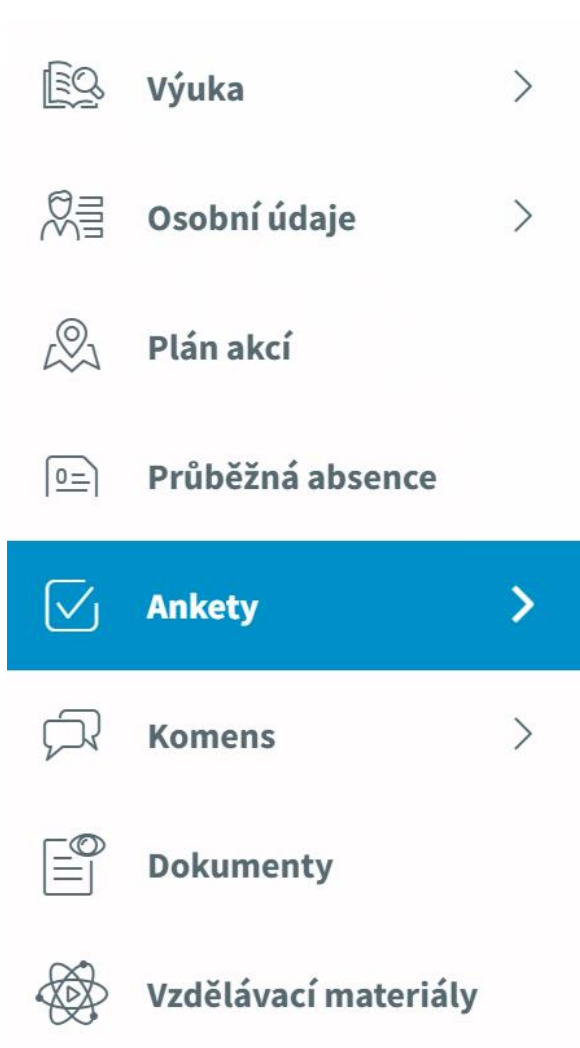 Výuka
Osobní údaje
Plán akcí
Průběžná absence
Ankety
Komens
Dokumenty
Vzdělávací materiály